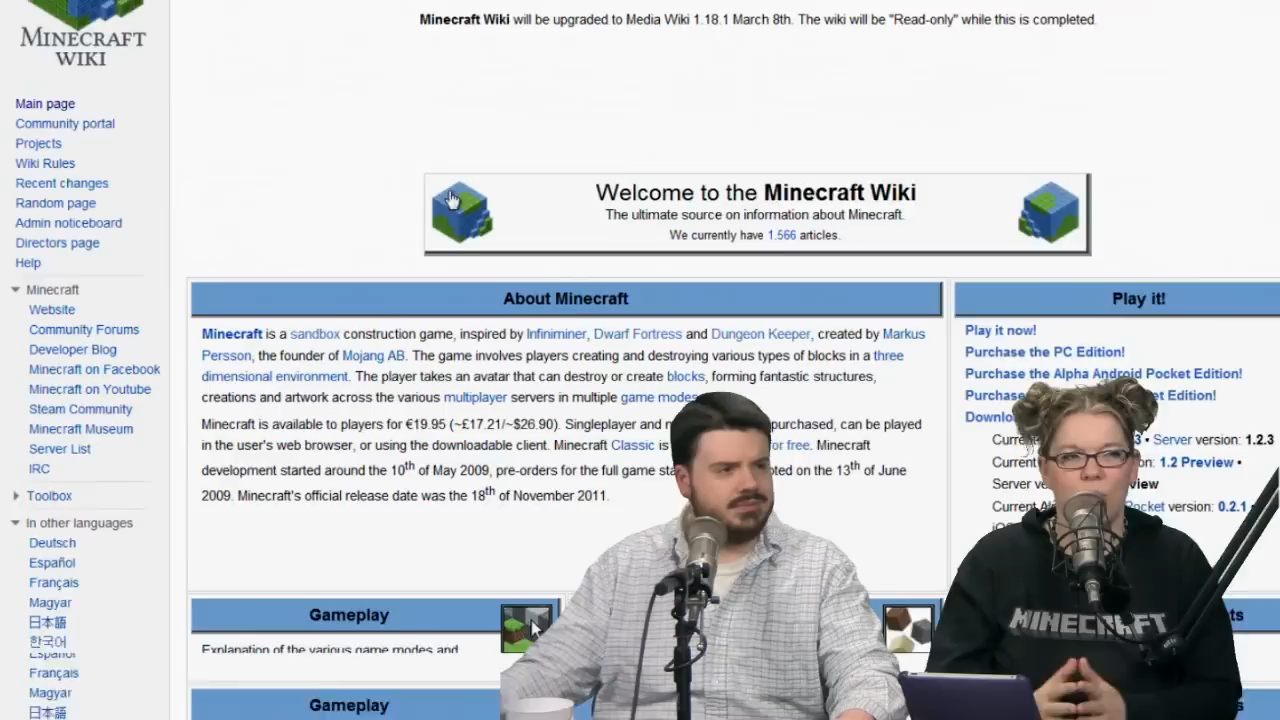 Minecraft Wiki will be upgraded to Media Wiki 1.18.1 March 8th. The wiki will be "Read-only" while this is completed.
MINECRAFT
WIKI
Main page
Community portal
Projects
Wiki Rules
Recent changes
Random page
Admin noticeboard
Directors page
Help
Minecraft
Website
Community Forums
Developer Blog
Minecraft on Facebook
Minecraft on Youtube
Steam Community
Minecraft Museum
Server List
IRC
Toolbox
In other languages
Deutsch
Español
Français
Magyar
日本語
한국어
Español
Français
Magyar
日本語
Welcome to the Minecraft Wiki
The ultimate source on information about Minecraft.
We currently have 1.566 articles.
About Minecraft
Minecraft is a sandbox construction game, inspired by Infiniminer, Dwarf Fortress and Dungeon Keeper, created by Markus
Persson, the founder of Mojang AB. The game involves players creating and destroying various types of blocks in a three
dimensional environment. The player takes an avatar that can destroy or create blocks, forming fantastic structures,
creations and artwork across the various multiplayer servers in multiple game modes
Minecraft is available to players for €19.95 (~£17.21/~$26.90). Singleplayer and purchased, can be played
in the user's web browser, or using the downloadable client. Minecraft Classic is for free. Minecraft
development started around the 10th of May 2009, pre-orders for the full game on the 13th of June
2009. Minecraft's official release date was the 18th of November 2011.
Play it!
Play it now!
Purchase the PC Edition!
Purchase the Alpha Android Pocket Edition!
Purchase Edition!
3 • Server version: 1.2.3
1.2 Preview •
Server
Current version: 0.2.1
Gameplay
Explanation of the various game modes and
Gameplay
MINECRAFT